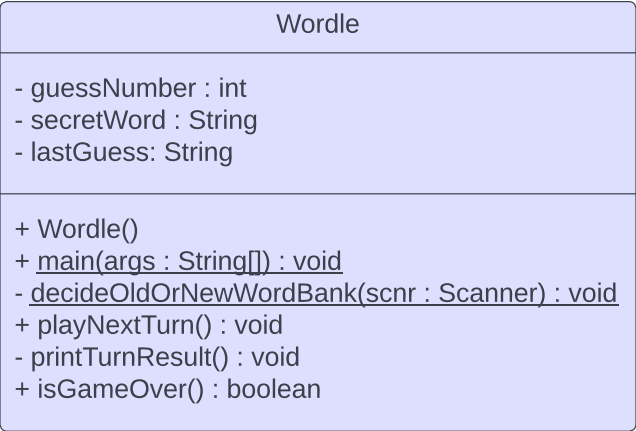 Wordle
- guessNumber : int
- secretWord : String
- lastGuess: String
+ Wordle()
+ main(args : String[]) : void
- decideOldOrNewWordBank(scnr : Scanner) : void
+ playNextTurn() : void
- printTurnResult() : void
+ isGameOver() : boolean